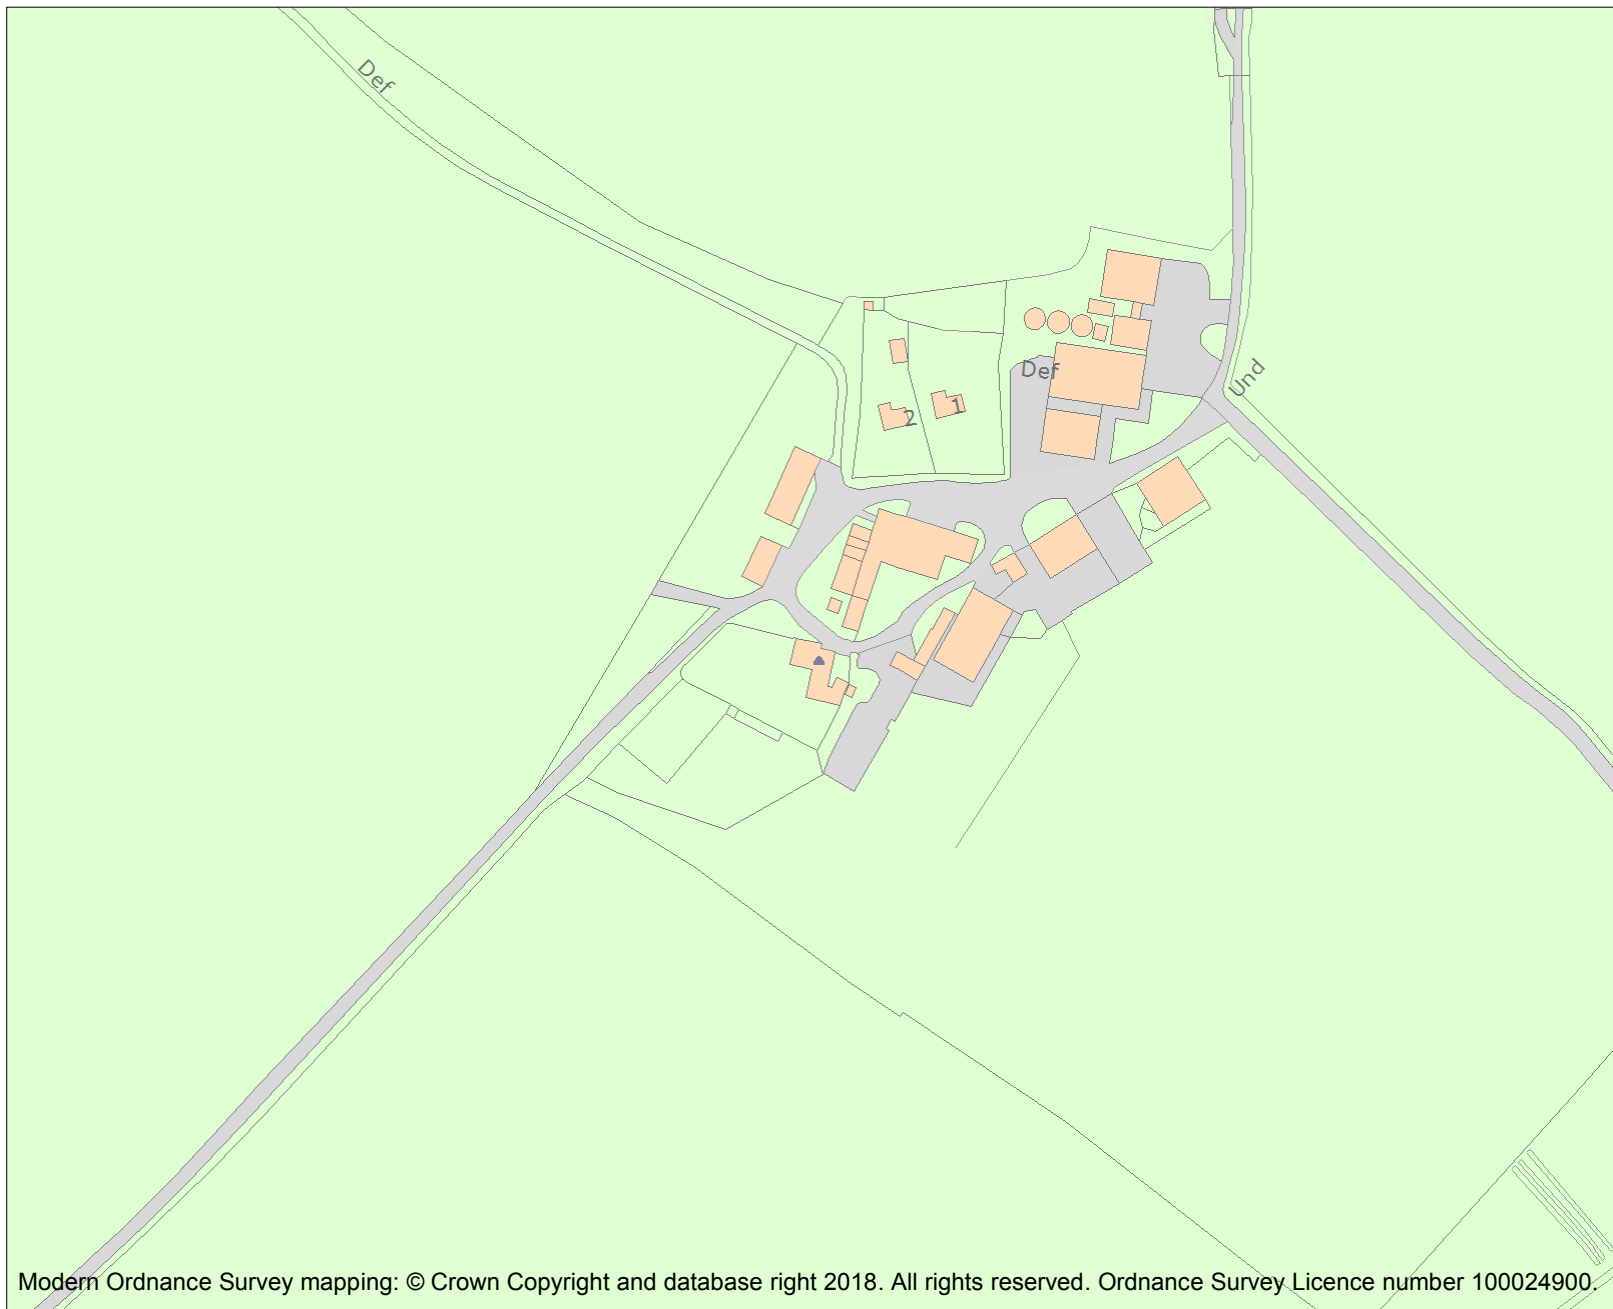 Def
Def
Und
1
2
Modern Ordnance Survey mapping: © Crown Copyright and database right 2018. All rights reserved. Ordnance Survey Licence number 100024900.